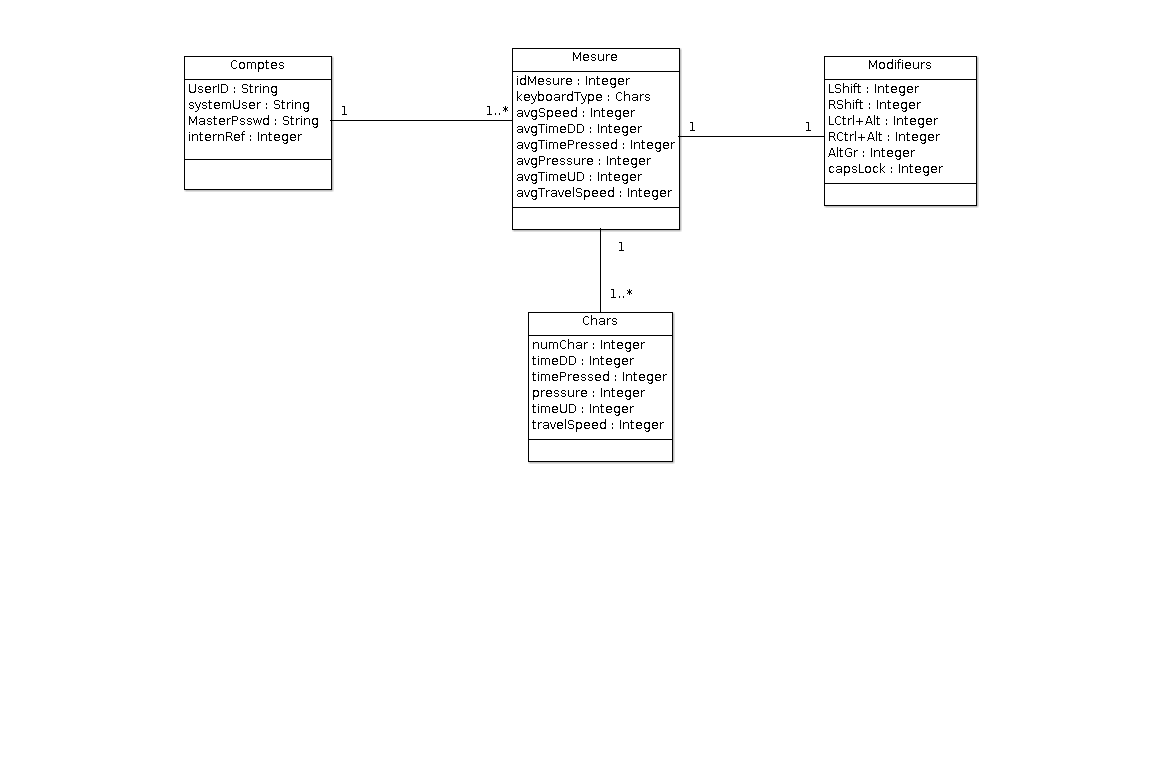 Comptes
UserID : String
systemUser : String
MasterPsswd : String
internRef : Integer
1
1..*
Mesure
idMesure : Integer
keyboardType : Chars
avgSpeed : Integer
avgTimeDD : Integer
avgTimePressed : Integer
avgPressure : Integer
avgTimeUD : Integer
avgTravelSpeed : Integer
1
1
Modifieurs
LShift : Integer
RShift : Integer
LCtrl+Alt : Integer
RCtrl+Alt : Integer
AltGr : Integer
capsLock : Integer
1
1..*
Chars
numChar : Integer
timeDD : Integer
timePressed : Integer
pressure : Integer
timeUD : Integer
travelSpeed : Integer